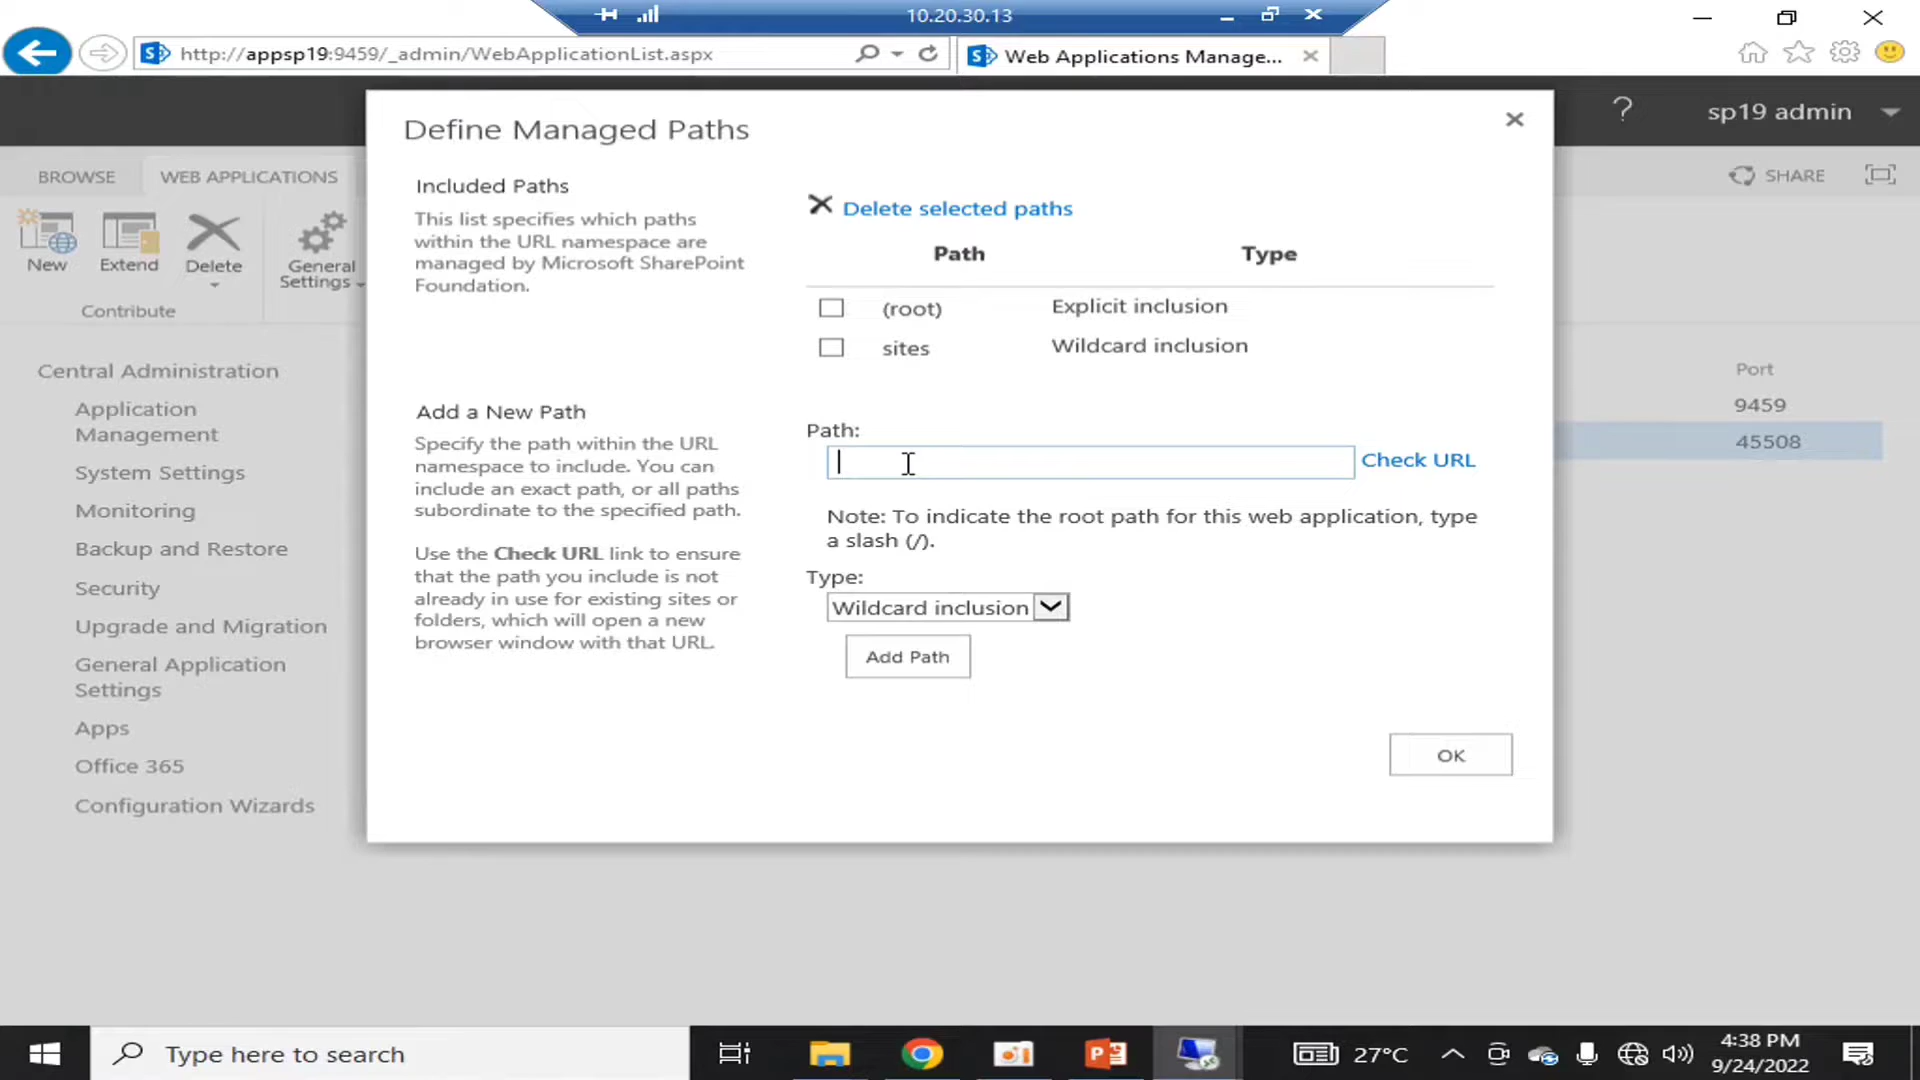 10.20.30.13
http://appsp19:9459/_admin/WebApplicationList.aspx
Web Applications Manage...
sp19 admin
BROWSE
WEB APPLICATIONS
SHARE
New
Extend
Delete
General
Settings
Contribute
Central Administration
Application
Management
System Settings
Monitoring
Backup and Restore
Security
Upgrade and Migration
General Application
Settings
Apps
Office 365
Configuration Wizards
Port
9459
45508
Define Managed Paths
Included Paths
This list specifies which paths
within the URL namespace are
managed by Microsoft SharePoint
Foundation.
Delete selected paths
Path Type
(root) Explicit inclusion
sites Wildcard inclusion
Add a New Path
Specify the path within the URL
namespace to include. You can
include an exact path, or all paths
subordinate to the specified path.
Use the Check URL link to ensure
that the path you include is not
already in use for existing sites or
folders, which will open a new
browser window with that URL.
Path:
Check URL
Note: To indicate the root path for this web application, type
a slash (/).
Type:
Wildcard inclusion
Add Path
OK
Type here to search
27°C
4:38 PM
9/24/2022